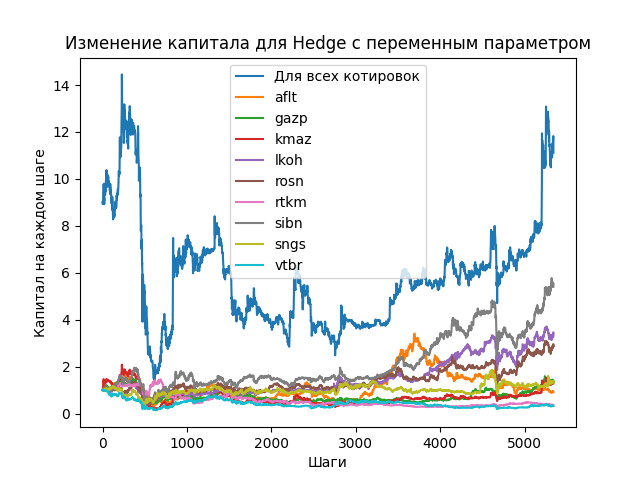 Изменение капитала для Hedge с переменным параметром
Капитал на каждом шаге
14
12
10
8
6
4
2
0
Для всех котировок
aflt
gazp
kmaz
lkoh
rosn
rtkm
sibn
sngs
vtbr
0 1000 2000 3000 4000 5000
Шаги